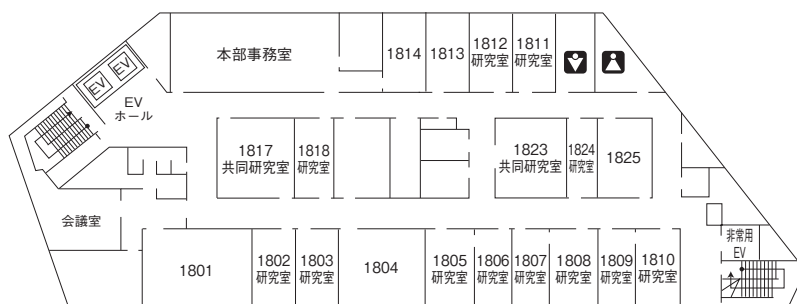 本部事務室
1814
1813
1812
研究室
1811
研究室
EV
EV
EV
ホール
1817
共同研究室
1818
研究室
1823
共同研究室
1824
研究室
1825
会議室
1801
1802
研究室
1803
研究室
1804
1805
研究室
1806
研究室
1807
研究室
1808
研究室
1809
研究室
1810
研究室
非常用
EV